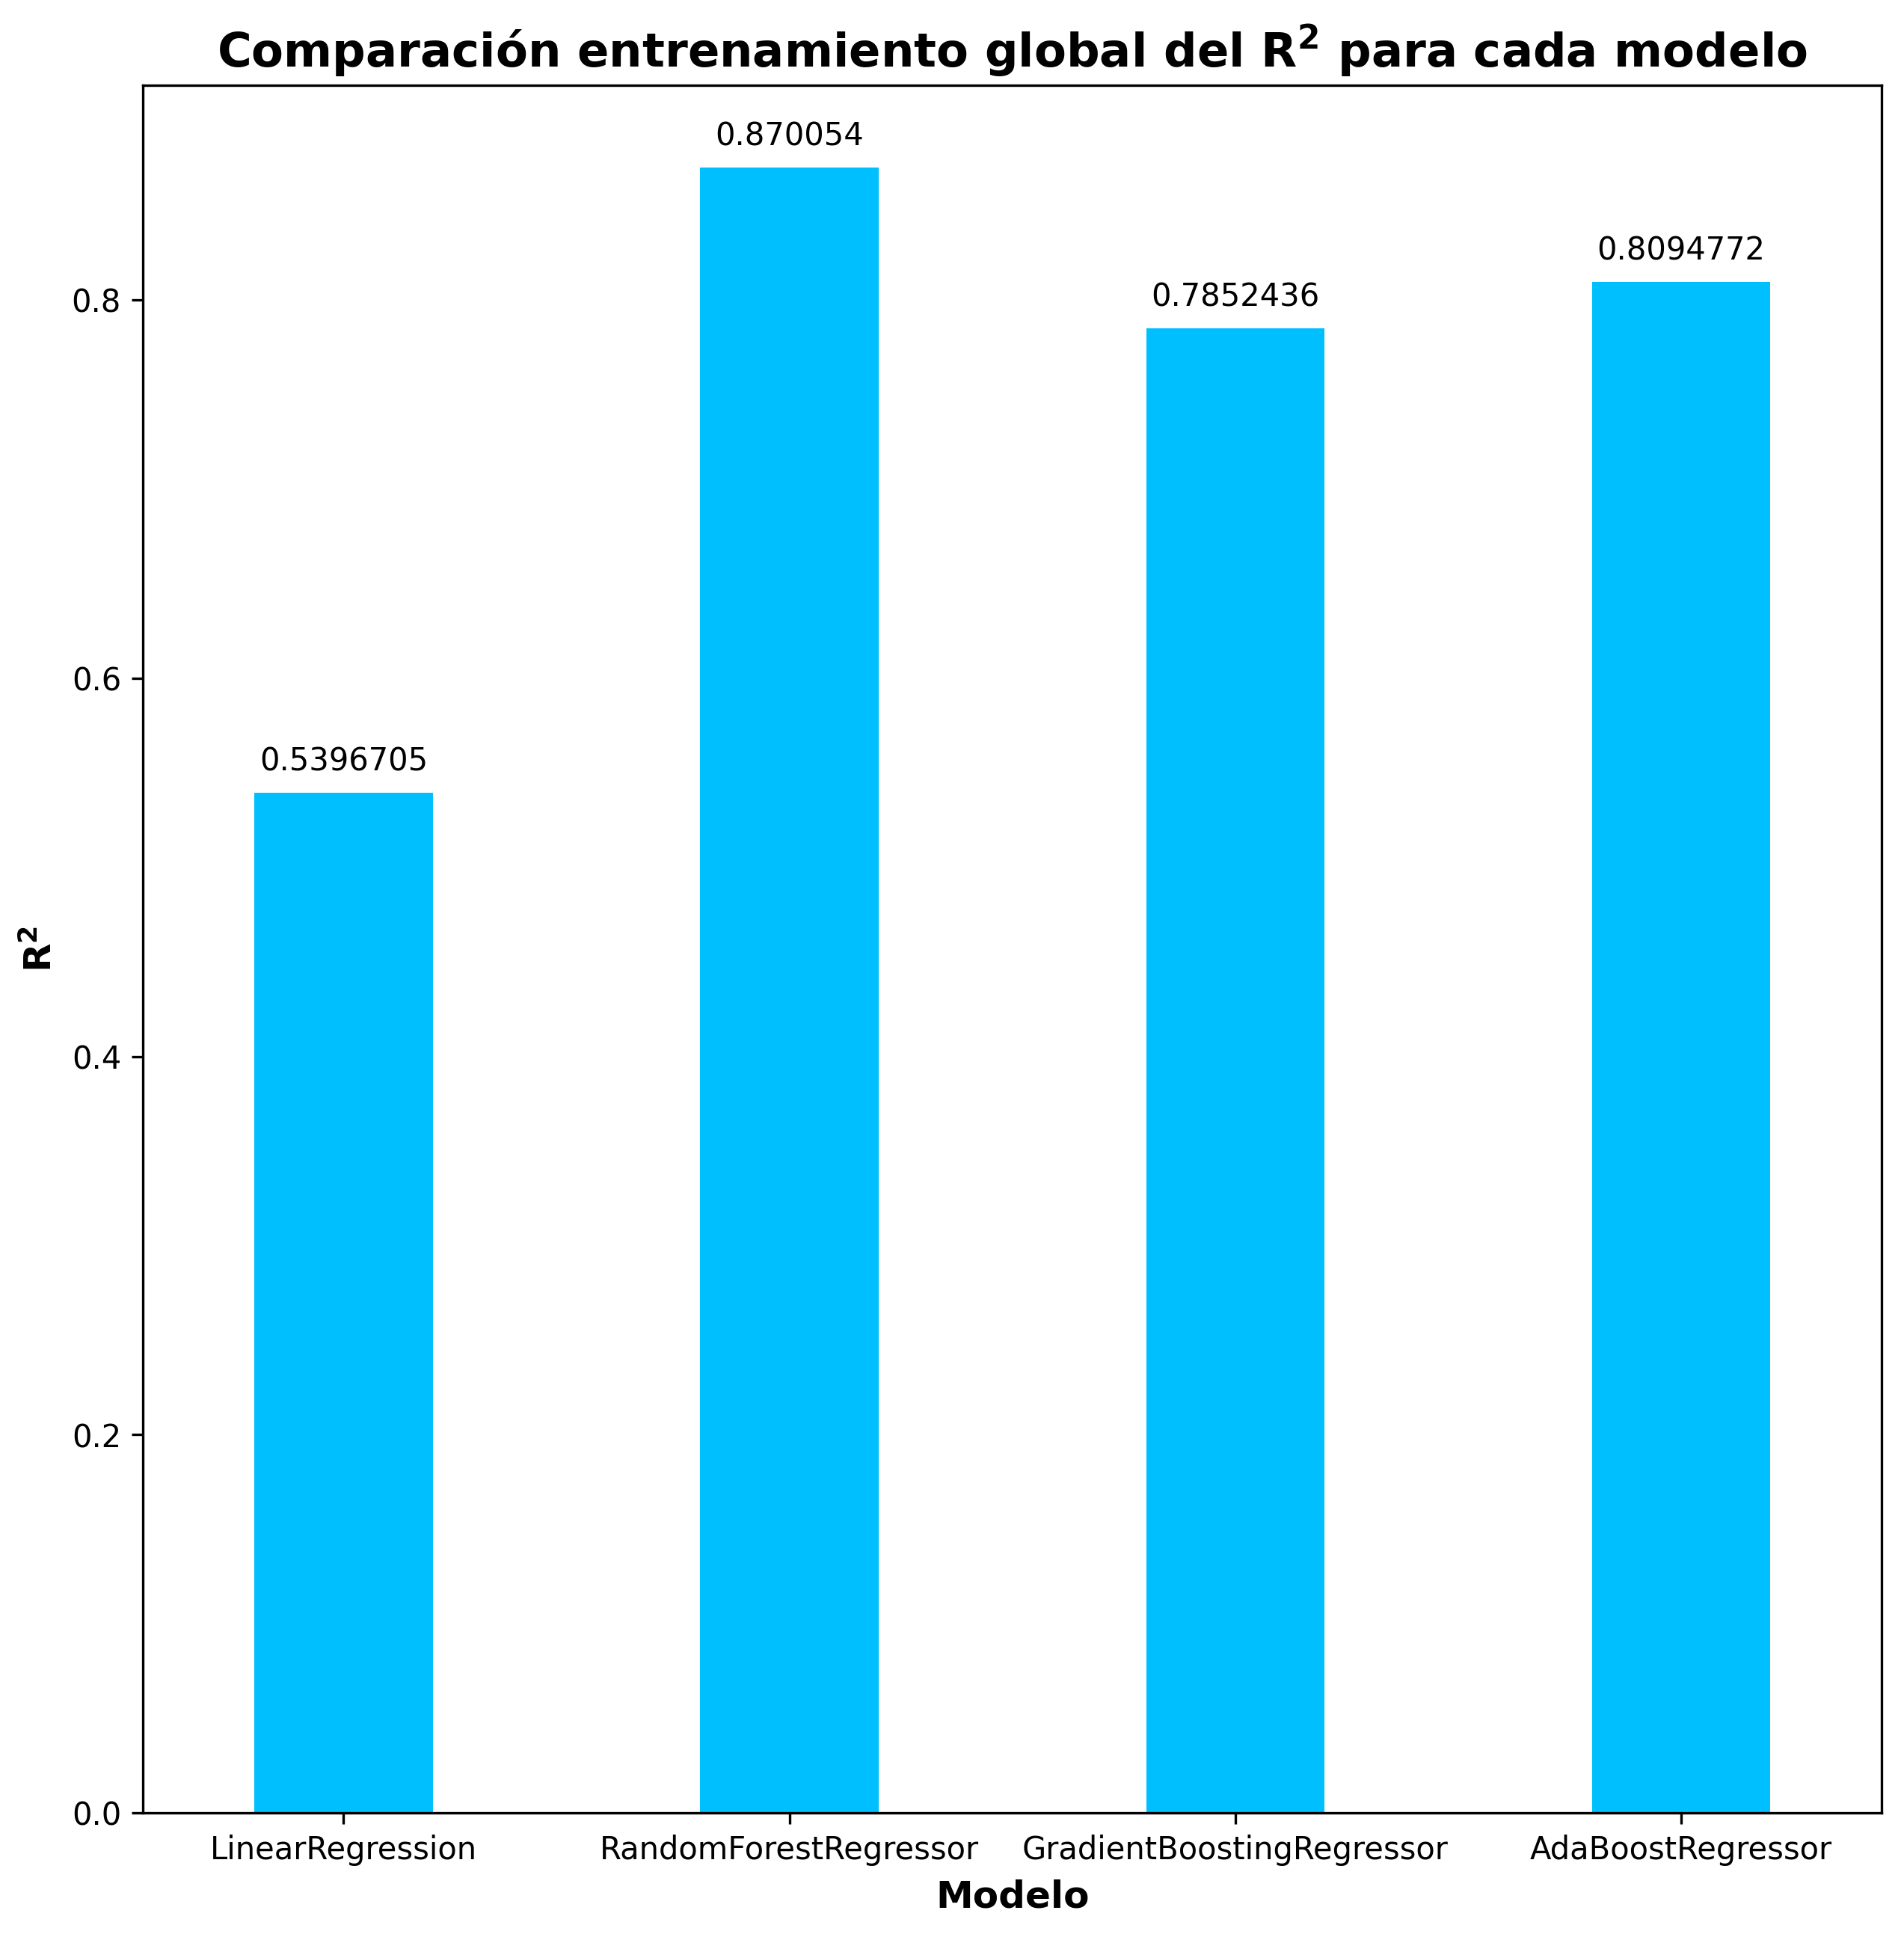 Comparación entrenamiento global del R² para cada modelo
0.870054
0.8094772
0.7852436
0.8
0.6
0.5396705
R²
0.4
0.2
0.0
LinearRegression RandomForestRegressor GradientBoostingRegressor AdaBoostRegressor
Modelo